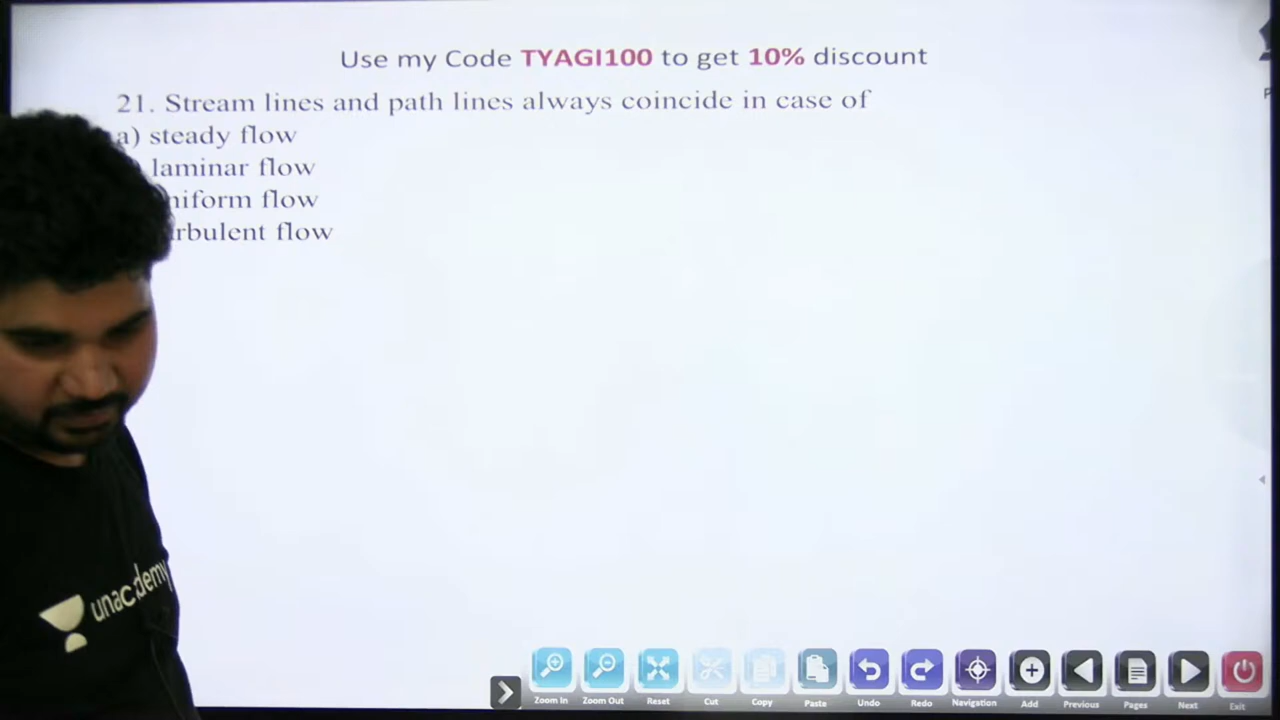 Use my Code TYAGI100 to get 10% discount
21. Stream lines and path lines always coincide in case of
a) steady flow
laminar flow
flow
flow
unacademy
Zoom In Zoom Out Reset Cut Copy Paste Undo Redo Navigation Add Previous Pages Next Exit